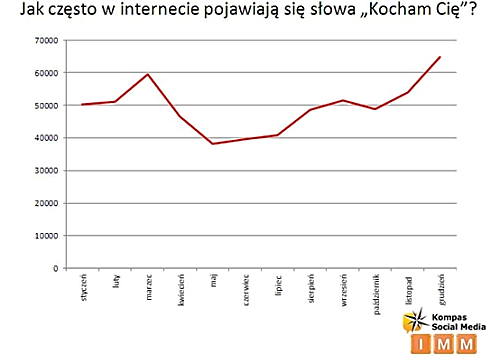 Jak często w internecie pojawiają się słowa „Kocham Cię"?
70000
60000
50000
40000
30000
20000
10000
0
styczeń
luty
marzec
kwiecień
maj
czerwiec
lipiec
sierpień
wrzesień
październik
listopad
grudzień
Kompas
Social Media
IMM